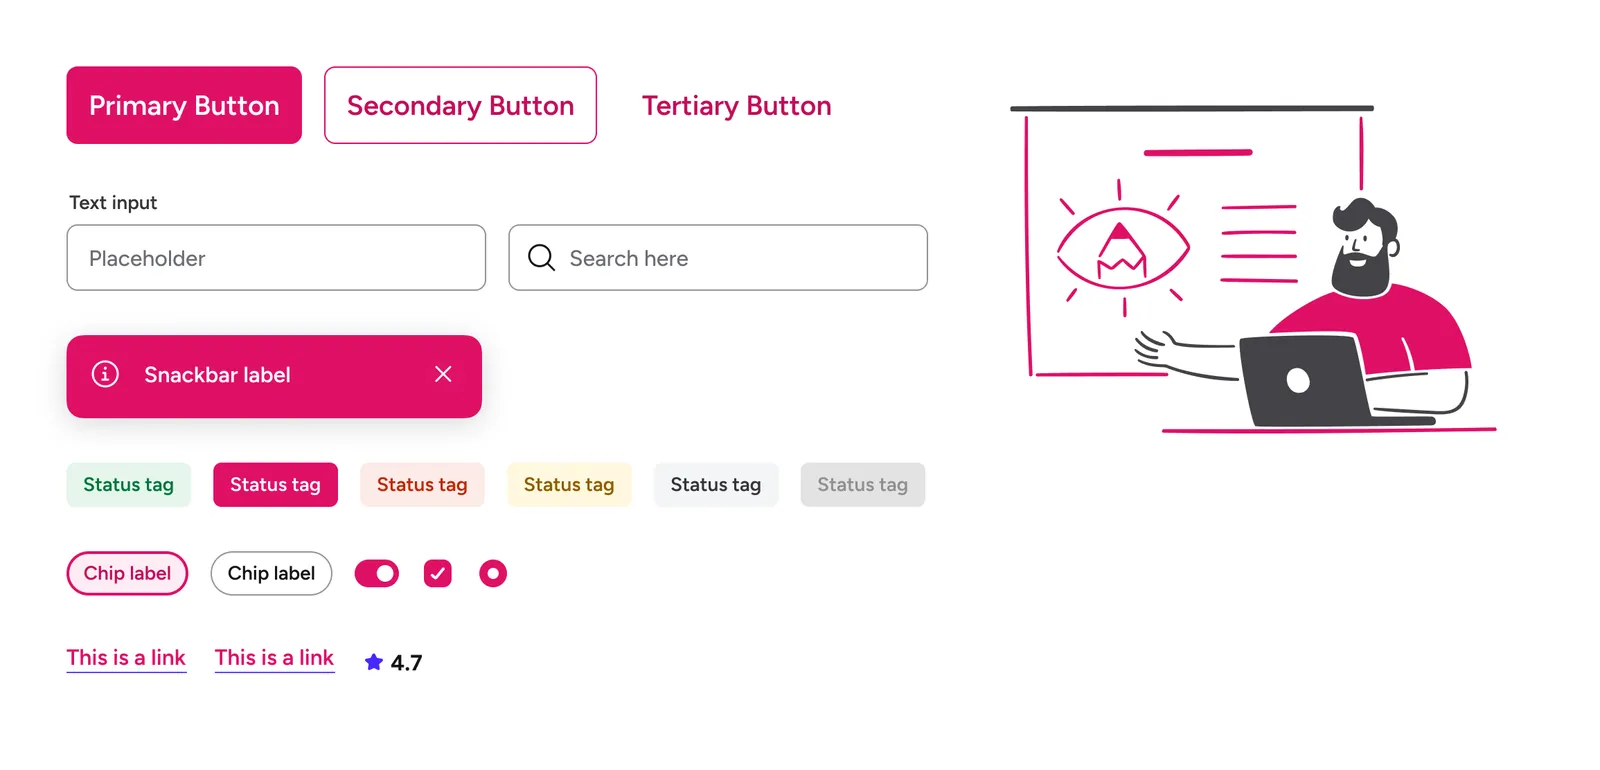 Primary Button
Secondary Button
Tertiary Button
Text input
Placeholder
Search here
Snackbar label
Status tag
Status tag
Status tag
Status tag
Status tag
Status tag
Chip label
Chip label
This is a link
This is a link
4.7